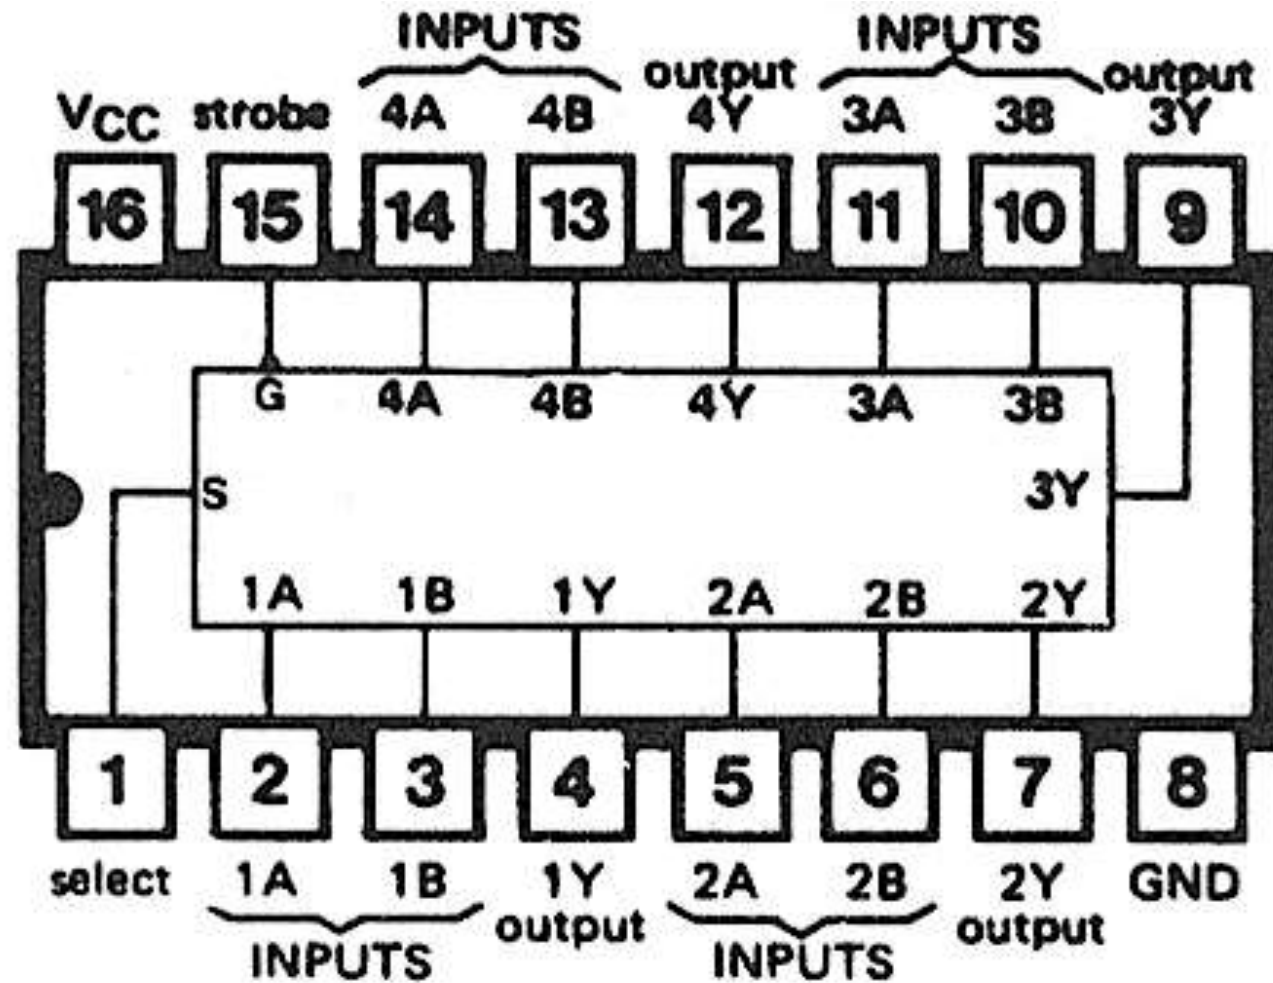 INPUTS INPUTS
VCC strobe 4A 4B output 4Y 3A 3B output 3Y
16 15 14 13 12 11 10 9
G 4A 4B 4Y 3A 3B
S 3Y
1A 1B 1Y 2A 2B 2Y
1 2 3 4 5 6 7 8
select 1A 1B 1Y output 2A 2B 2Y output GND
INPUTS INPUTS